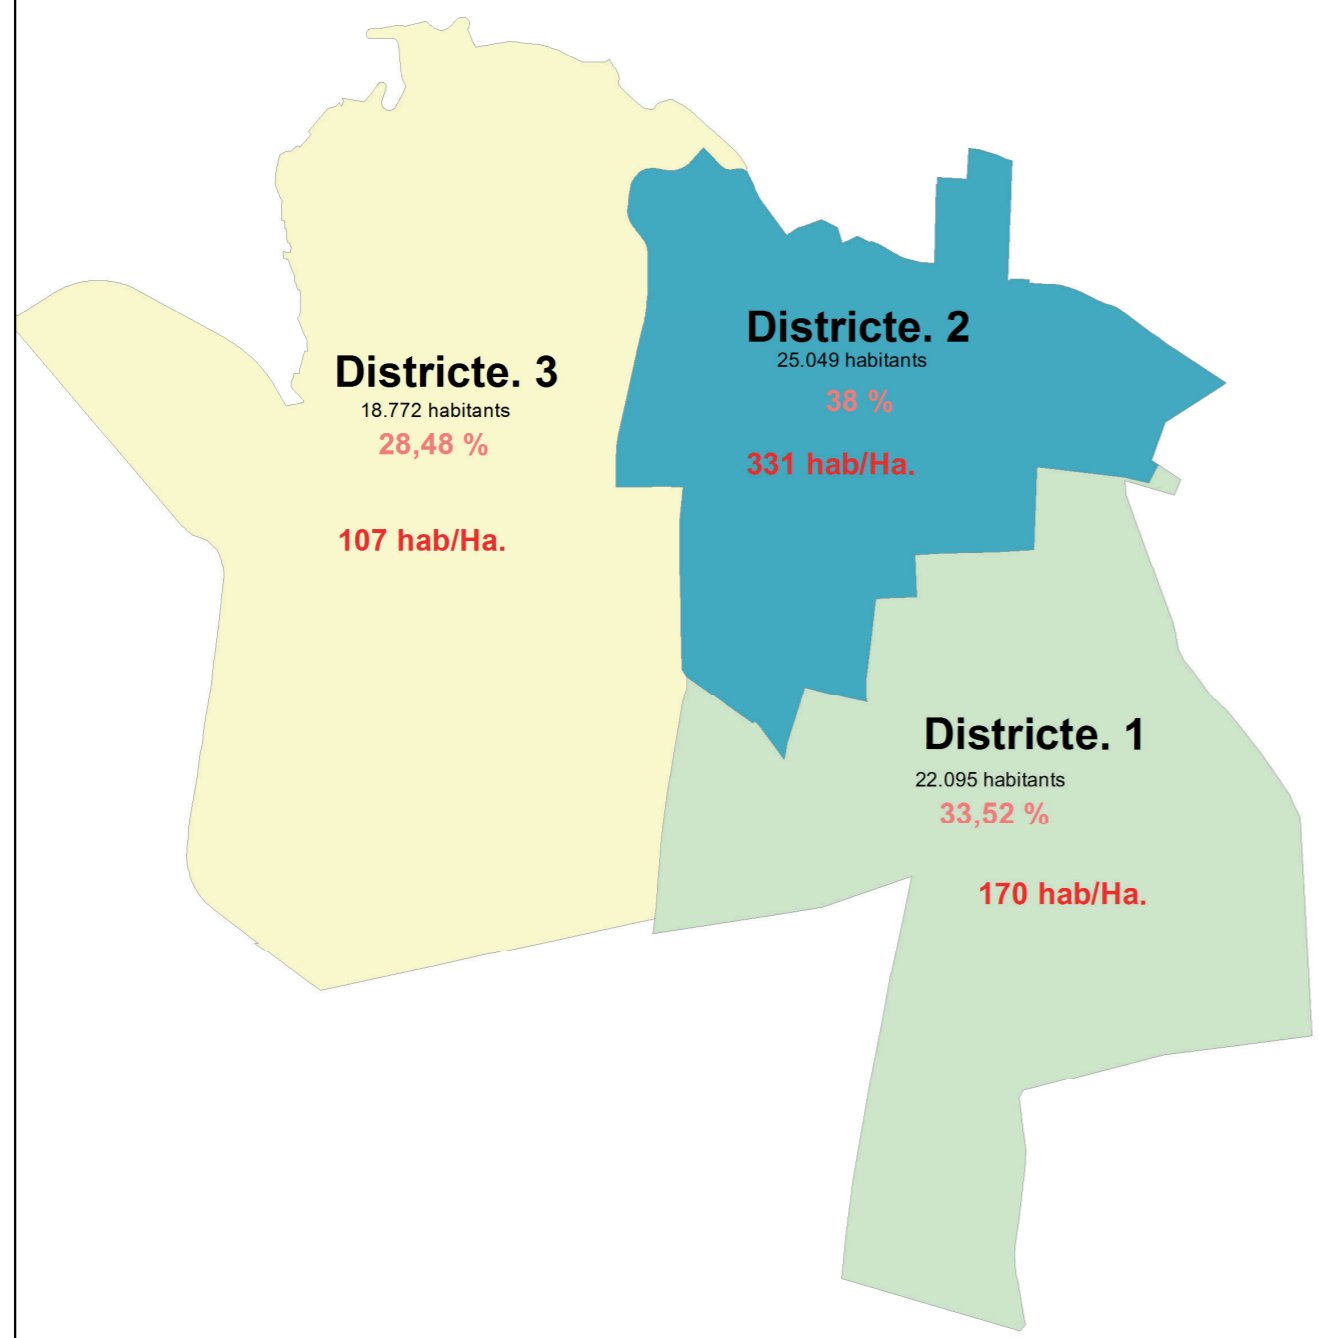 Districte. 3
18.772 habitants
28,48 %
107 hab/Ha.
Districte. 2
25.049 habitants
38 %
331 hab/Ha.
Districte. 1
22.095 habitants
33,52 %
170 hab/Ha.